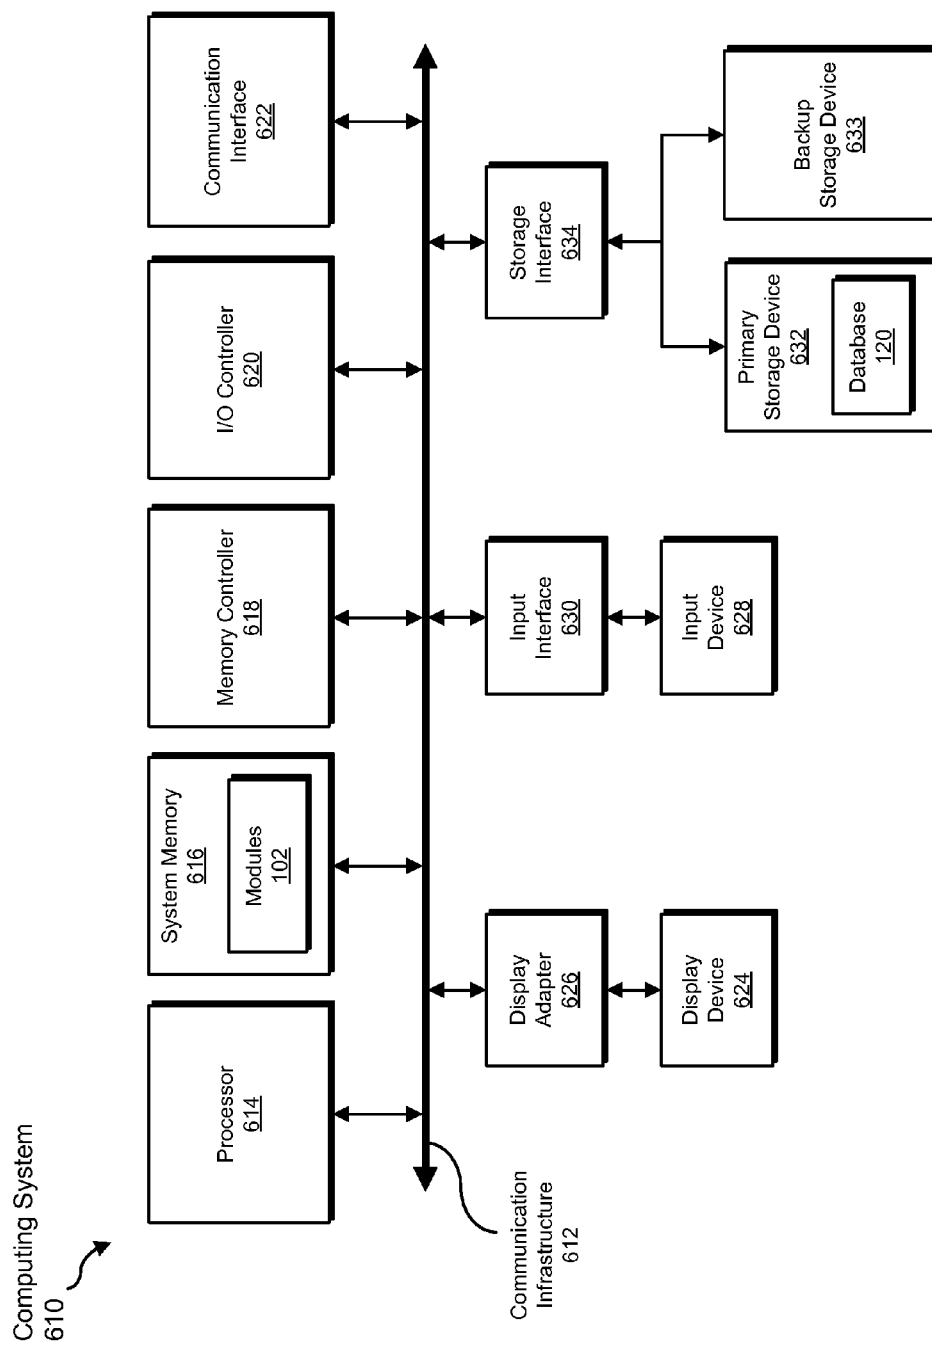 Computing System
610
Processor
614
System Memory
616
Modules
102
Memory Controller
618
I/O Controller
620
Communication
Interface
622
Communication
Infrastructure
612
Display
Adapter
626
Input
Interface
630
Storage
Interface
634
Display
Device
624
Input
Device
628
Primary
Storage Device
632
Database
120
Backup
Storage Device
633